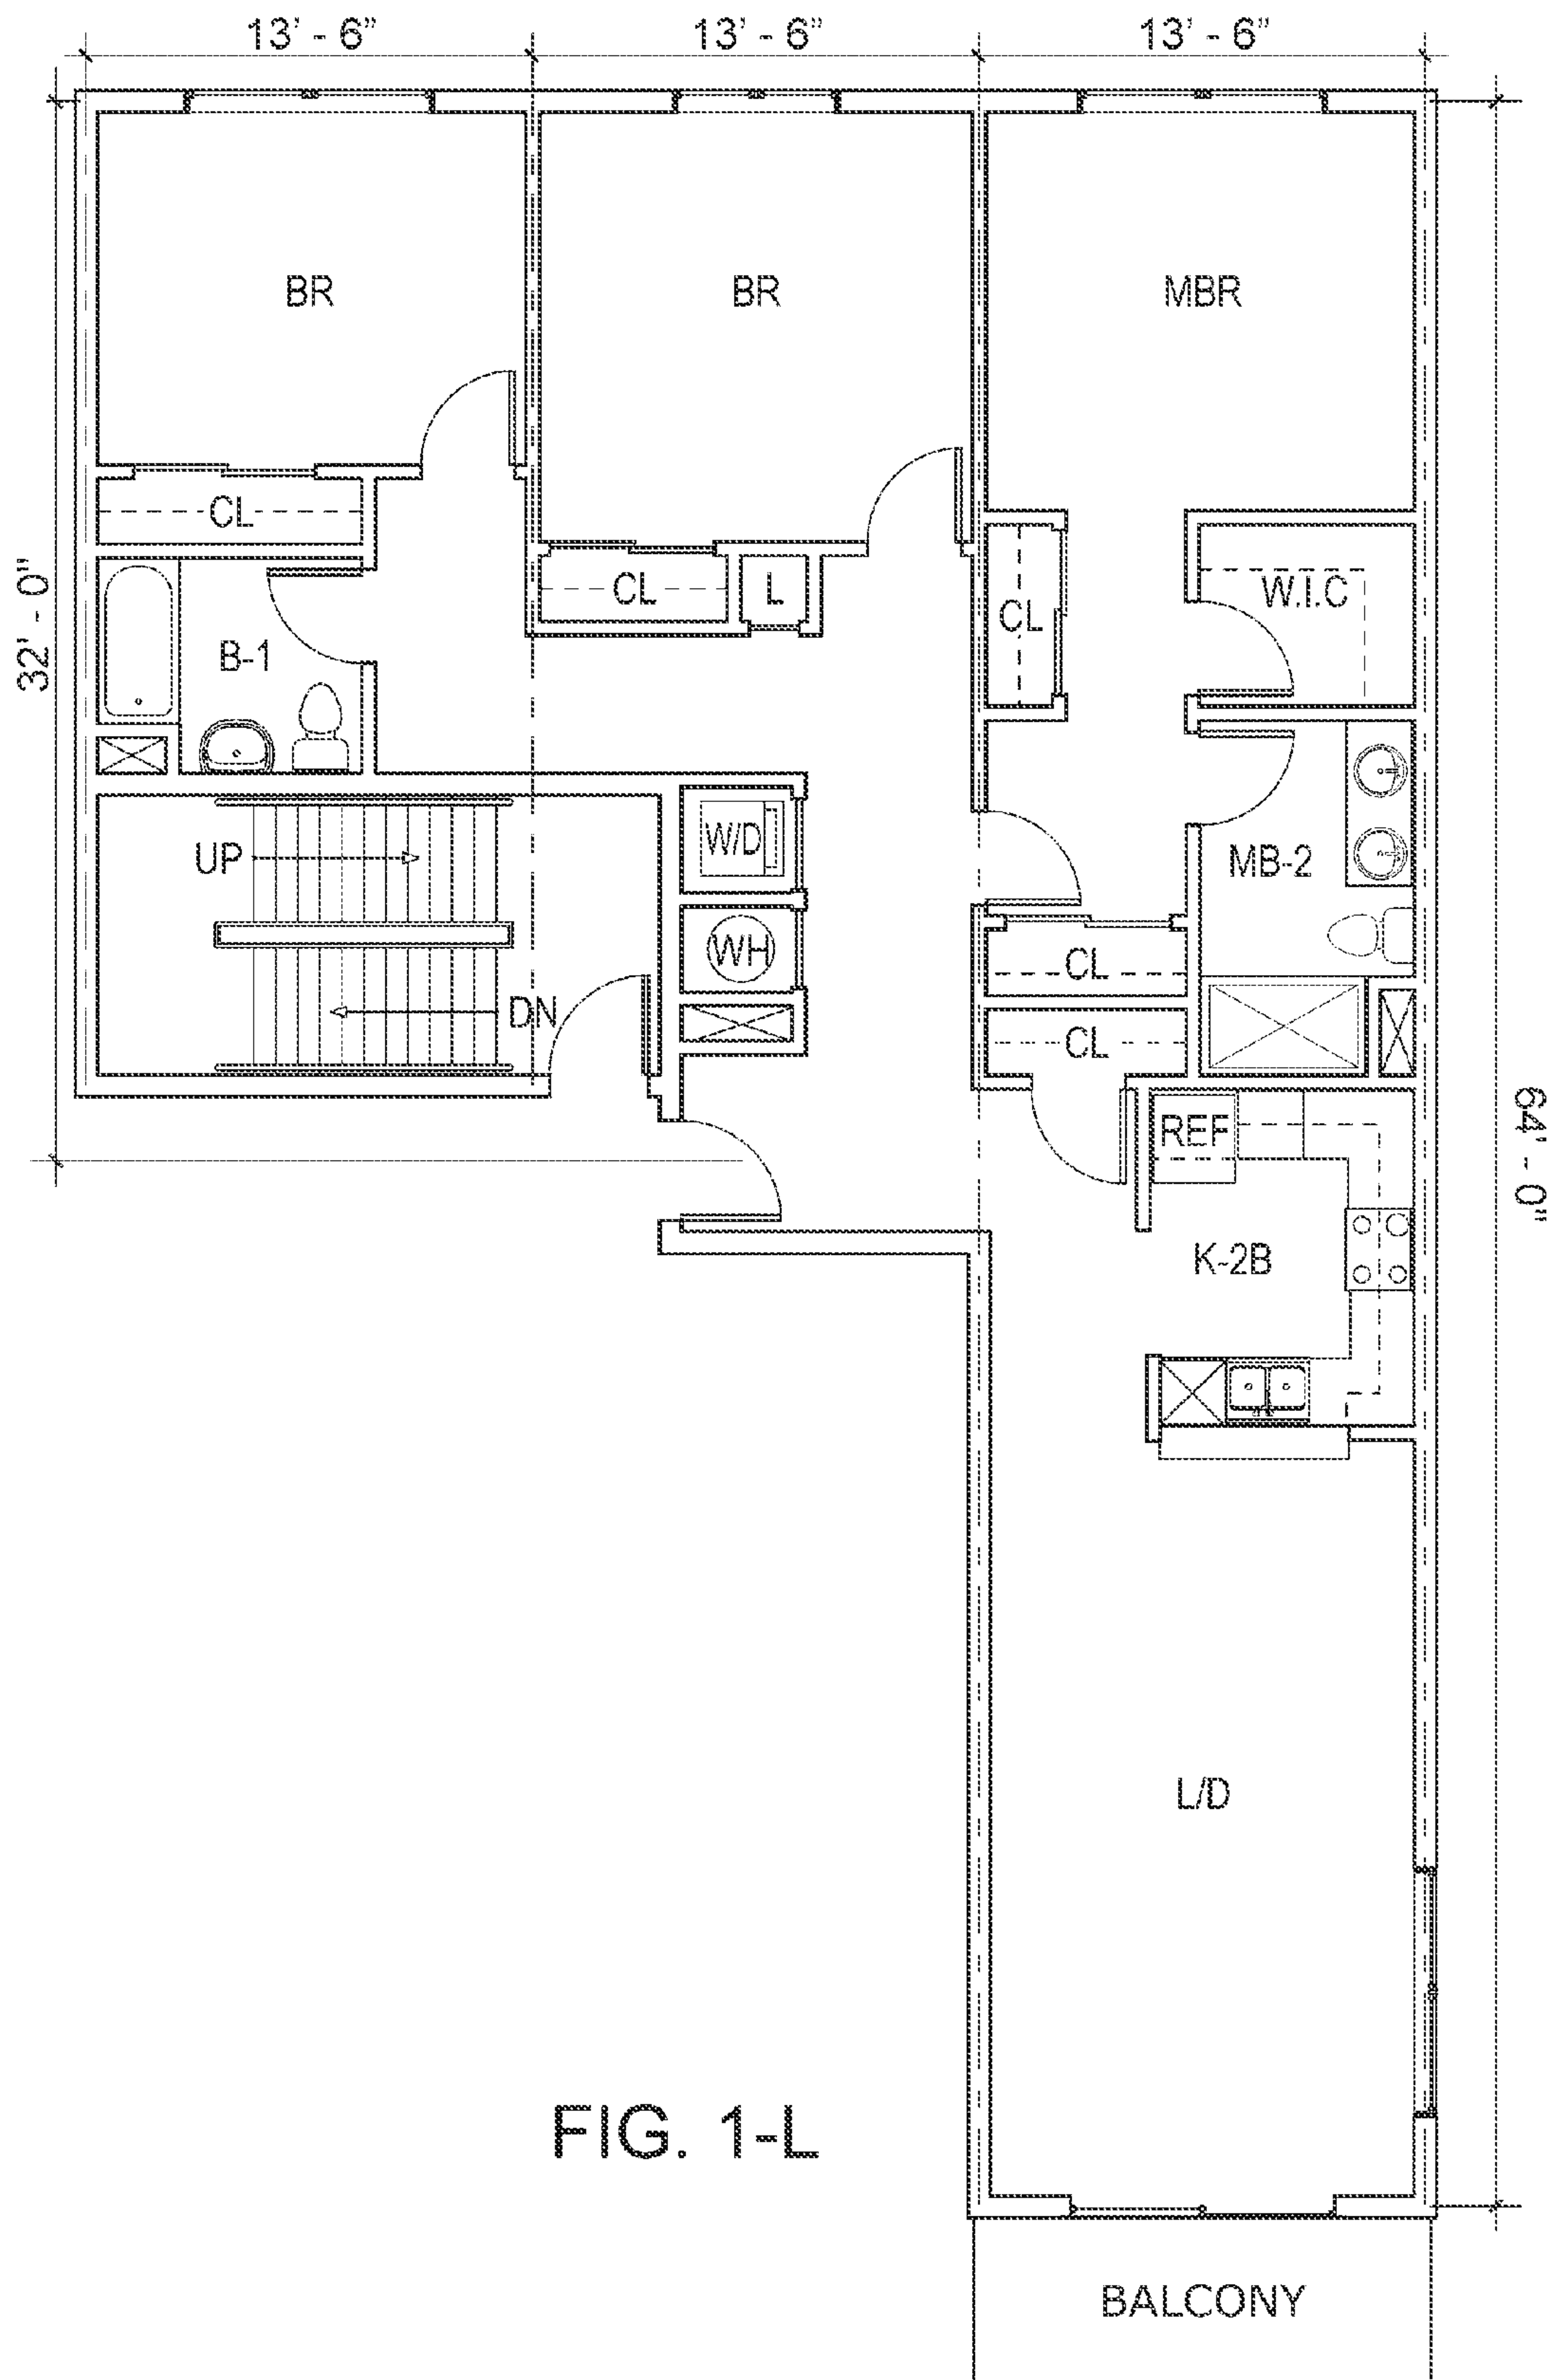 13' - 6" 13' - 6" 13' - 6"
BR BR MBR
CL
CL L CL W.I.C
32' - 0"
B-1
UP W/D MB-2
WH CL
DN CL
REF
64' - 0"
K-2B
L/D
FIG. 1-L
BALCONY